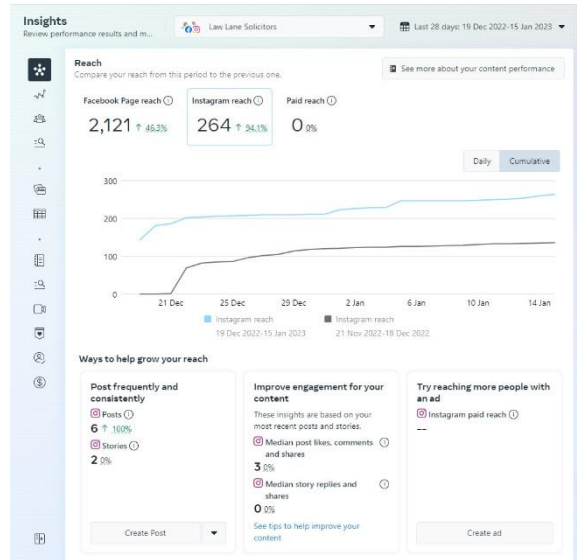 Insights
Review performance results and m...
Law Lane Solicitors
Last 28 days: 19 Dec 2022-15 Jan 2023
Reach
Compare your reach from this period to the previous one.
See more about your content performance
Facebook Page reach
2,121 ↑ 46.3%
Instagram reach
264 ↑ 94.1%
Paid reach
0 0%
Daily
Cumulative
300
200
100
0
21 Dec 25 Dec 29 Dec 2 Jan 6 Jan 10 Jan 14 Jan
Instagram reach
19 Dec 2022-15 Jan 2023
Instagram reach
21 Nov 2022-18 Dec 2022
Ways to help grow your reach
Post frequently and
consistently
Posts
6 ↑ 100%
Stories
2 0%
Create Post
Improve engagement for your
content
These insights are based on your
most recent posts and stories.
Median post likes, comments
and shares
3 0%
Median story replies and
shares
0 0%
See tips to help improve your
content
Try reaching more people with
an ad
Instagram paid reach
--
Create ad